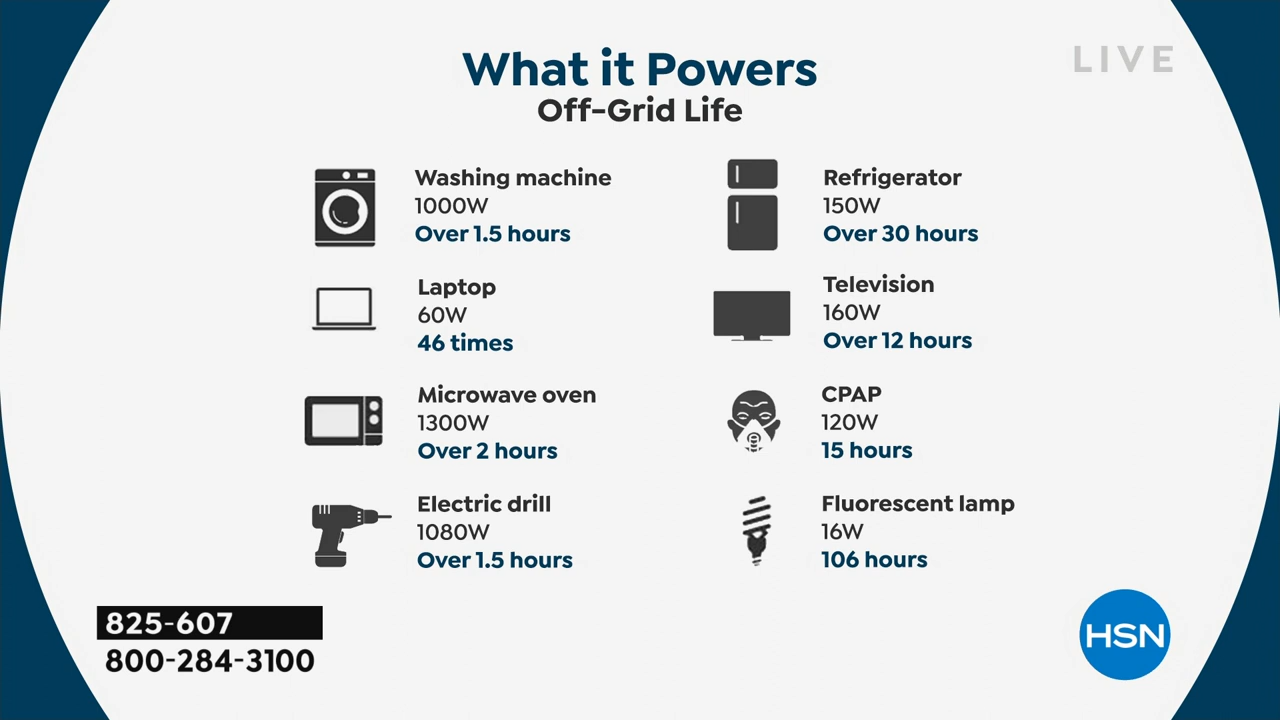 What it Powers
Off-Grid Life
LIVE
Washing machine
1000W
Over 1.5 hours
Refrigerator
150W
Over 30 hours
Laptop
60W
46 times
Television
160W
Over 12 hours
Microwave oven
1300W
Over 2 hours
CPAP
120W
15 hours
Electric drill
1080W
Over 1.5 hours
Fluorescent lamp
16W
106 hours
825-607
800-284-3100
HSN